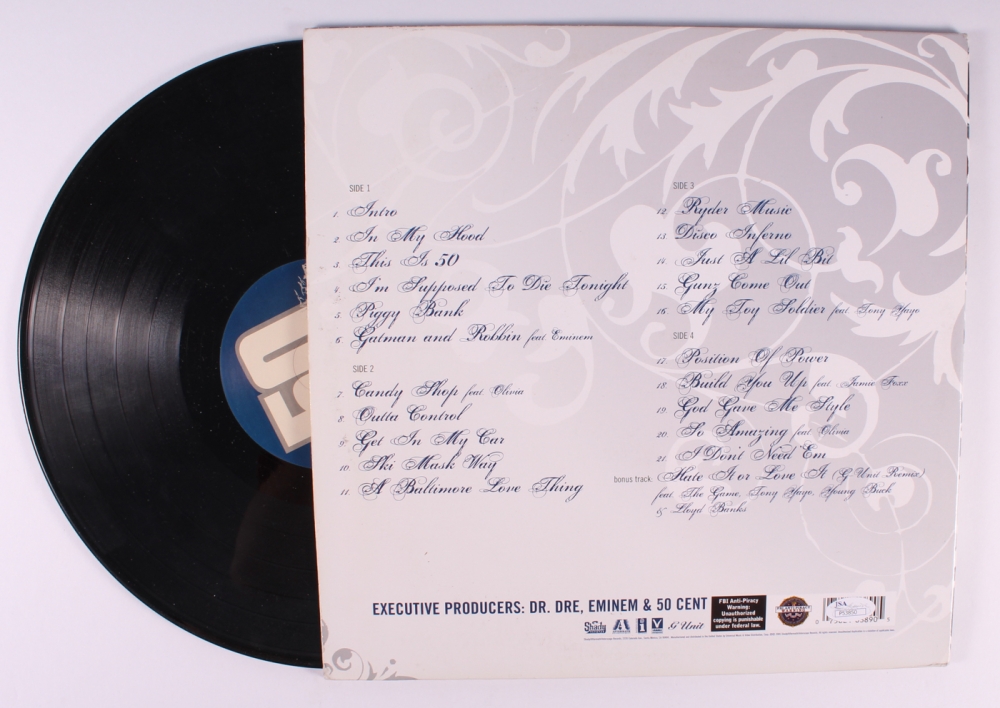 SIDE 1
1. Intro
2. In My Hood
3. This Is 50
4. I'm Supposed To Die Tonight
5. Piggy Bank
6. Gatman and Robbin feat. Eminem
SIDE 2
7. Candy Shop feat. Olivia
8. Outta Control
9. Get In My Car
10. Ski Mask Way
11. A Baltimore Love Thing
SIDE 3
12. Ryder Music
13. Disco Inferno
14. Just A Lil Bit
15. Gunz Come Out
16. My Toy Soldier feat. Tony Yayo
SIDE 4
17. Position Of Power
18. Build You Up feat. Jamie Foxx
19. God Gave Me Style
20. So Amazing feat. Olivia
21. I Don't Need 'Em
bonus track: Hate It or Love It (G Unit Remix)
feat. The Game, Tony Yayo, Young Buck
& Lloyd Banks
EXECUTIVE PRODUCERS: DR. DRE, EMINEM & 50 CENT
FBI Anti-Piracy
Warning:
Unauthorized
copying is punishable
under federal law.
Shady
G Unit
JSA
50